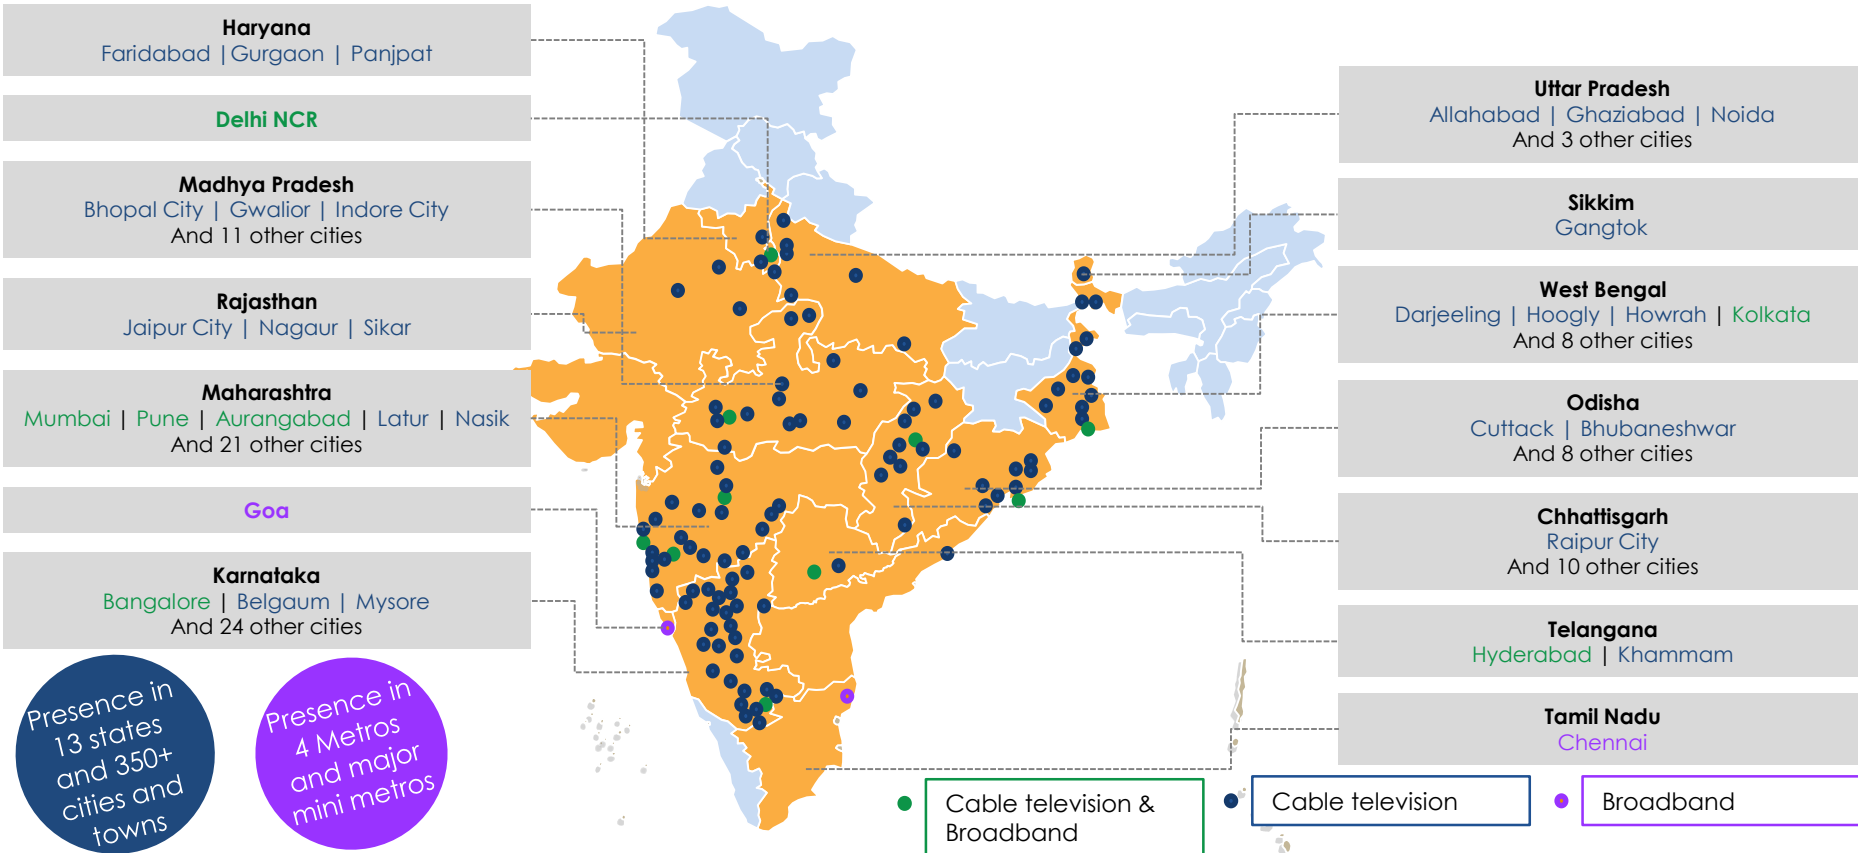 Haryana
Faridabad |Gurgaon | Panjpat
Delhi NCR
Madhya Pradesh
Bhopal City | Gwalior | Indore City
And 11 other cities
Rajasthan
Jaipur City | Nagaur | Sikar
Maharashtra
Mumbai | Pune | Aurangabad | Latur | Nasik
And 21 other cities
Goa
Karnataka
Bangalore | Belgaum | Mysore
And 24 other cities
Presence in
13 states
and 350+
cities and
towns
Presence in
4 Metros
and major
mini metros
Uttar Pradesh
Allahabad | Ghaziabad | Noida
And 3 other cities
Sikkim
Gangtok
West Bengal
Darjeeling | Hoogly | Howrah | Kolkata
And 8 other cities
Odisha
Cuttack | Bhubaneshwar
And 8 other cities
Chhattisgarh
Raipur City
And 10 other cities
Telangana
Hyderabad | Khammam
Tamil Nadu
Chennai
Cable television &
Broadband
Cable television
Broadband